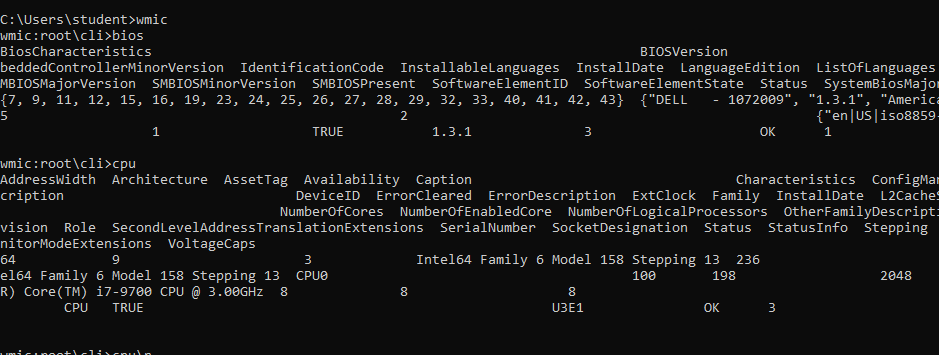 C:\Users\student>wmic
wmic:root\cli>bios
BiosCharacteristics BIOSVersion
beddedControllerMinorVersion IdentificationCode InstallableLanguages InstallDate LanguageEdition ListOfLanguages
MBIOSMajorVersion SMBIOSMinorVersion SMBIOSPresent SoftwareElementID SoftwareElementState Status SystemBiosMajo
{7, 9, 11, 12, 15, 16, 19, 23, 24, 25, 26, 27, 28, 29, 32, 33, 40, 41, 42, 43} {"DELL - 1072009", "1.3.1", "America
5 2 {"en|US|iso8859-
1 TRUE 1.3.1 3 OK 1
wmic:root\cli>cpu
AddressWidth Architecture AssetTag Availability Caption Characteristics ConfigMan
cription DeviceID ErrorCleared ErrorDescription ExtClock Family InstallDate L2CacheS
NumberOfCores NumberOfEnabledCore NumberOfLogicalProcessors OtherFamilyDescripti
vision Role SecondLevelAddressTranslationExtensions SerialNumber SocketDesignation Status StatusInfo Stepping
nitorModeExtensions VoltageCaps
64 9 3 Intel64 Family 6 Model 158 Stepping 13 236
el64 Family 6 Model 158 Stepping 13 CPU0 100 198 2048
R) Core(TM) i7-9700 CPU @ 3.00GHz 8 8 8
CPU TRUE U3E1 OK 3